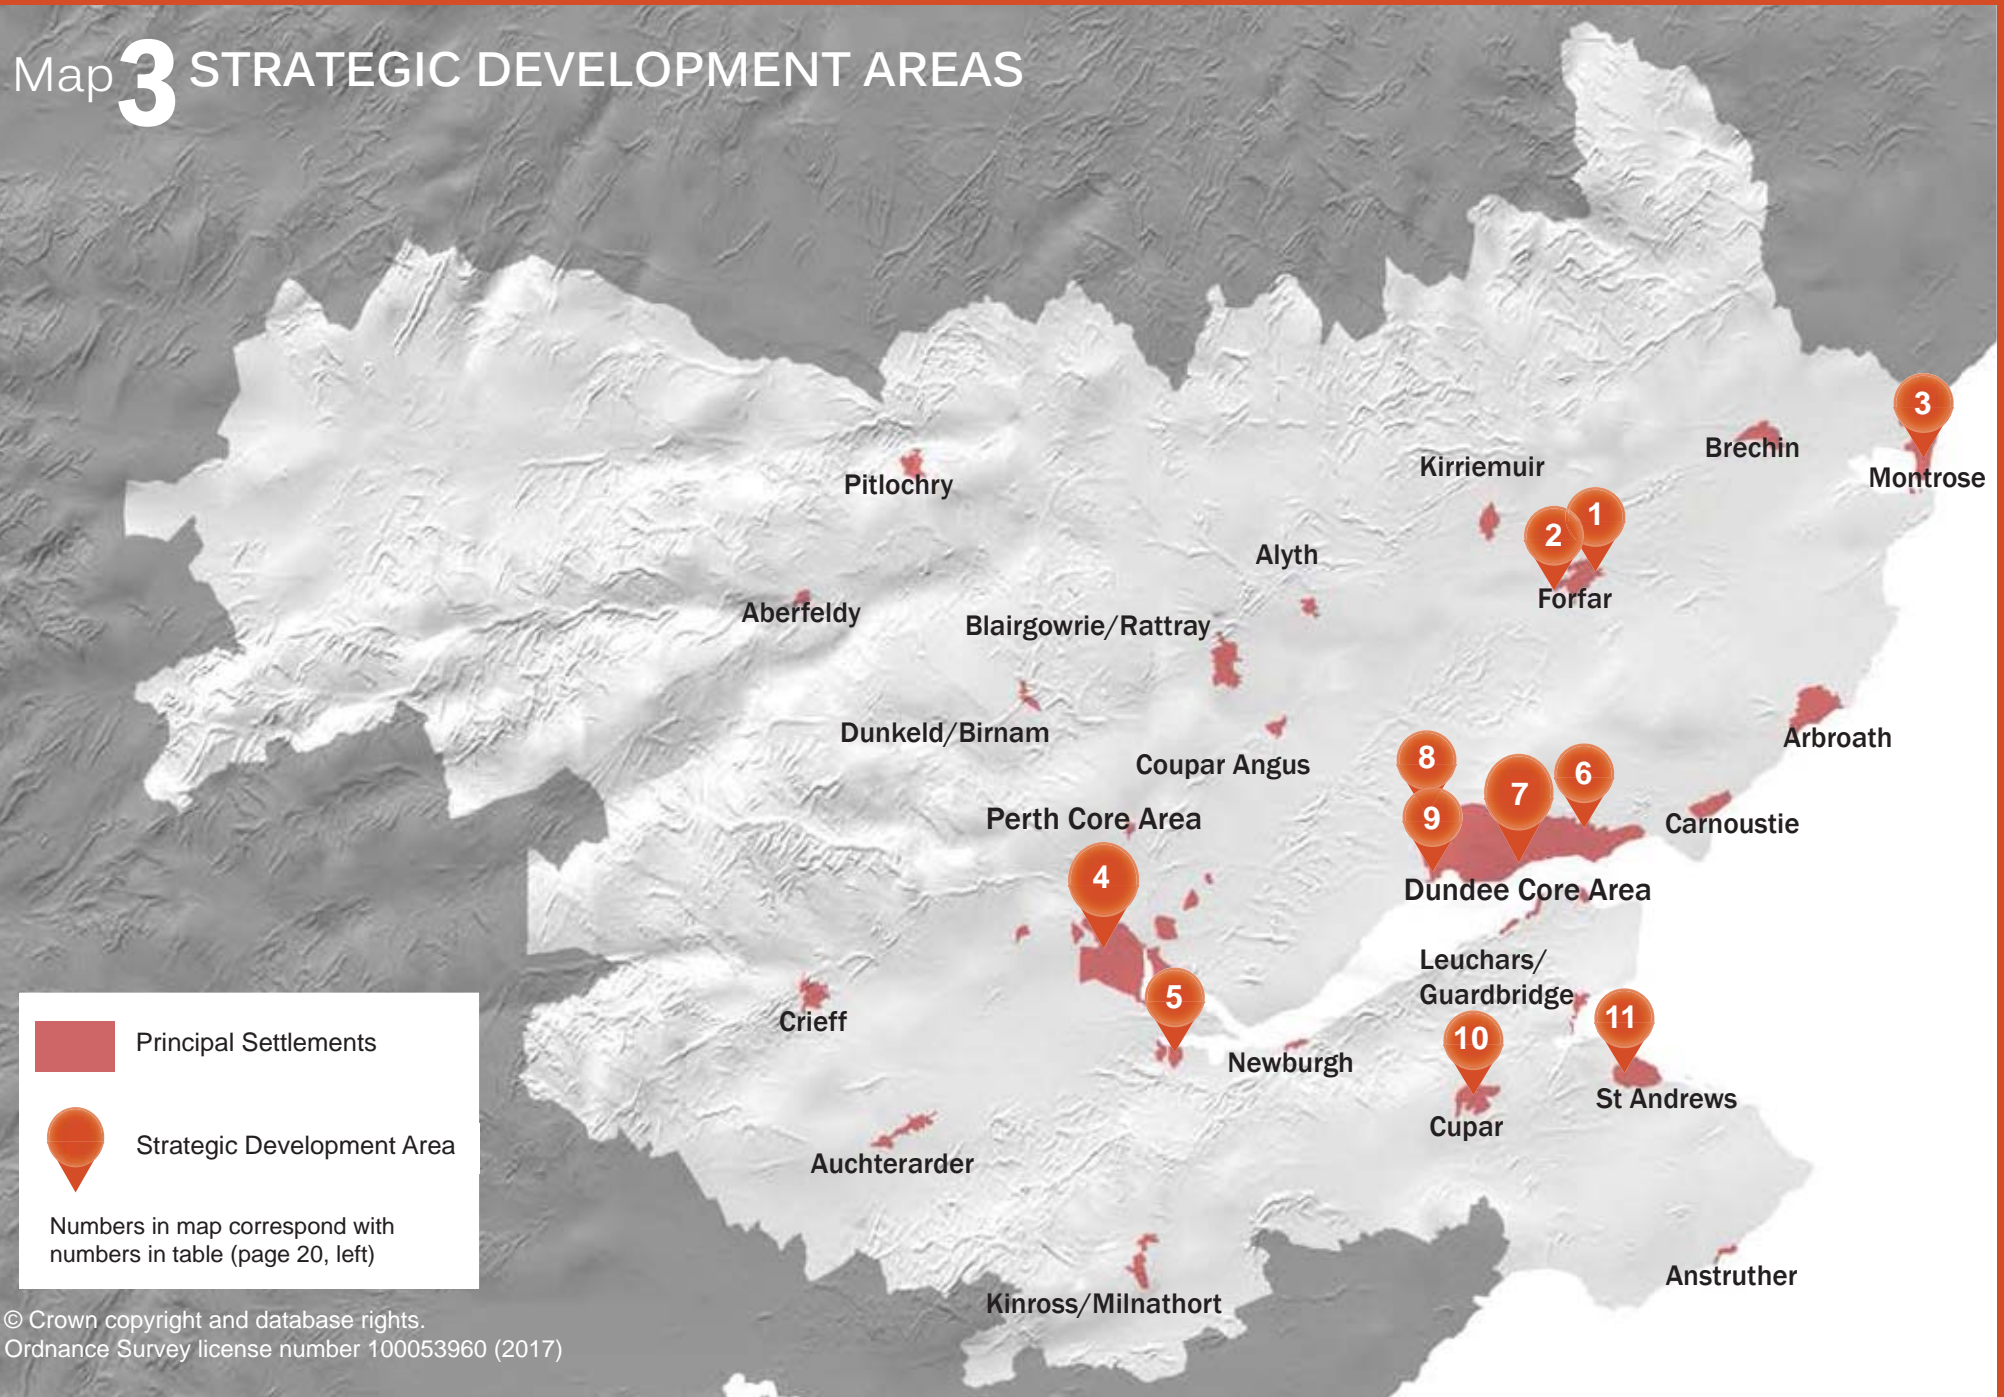 Map 3 STRATEGIC DEVELOPMENT AREAS
3
Brechin
Kirriemuir
Montrose
Pitlochry
1
2
Alyth
Forfar
Aberfeldy
Blairgowrie/Rattray
Dunkeld/Birnam
Arbroath
Coupar Angus
8
6
7
9
Perth Core Area
Carnoustie
4
Dundee Core Area
Leuchars/
Guardbridge
5
11
Crieff
10
Newburgh
St Andrews
Cupar
Auchterarder
Anstruther
Kinross/Milnathort
Principal Settlements
Strategic Development Area
Numbers in map correspond with
numbers in table (page 20, left)
© Crown copyright and database rights.
Ordnance Survey license number 100053960 (2017)